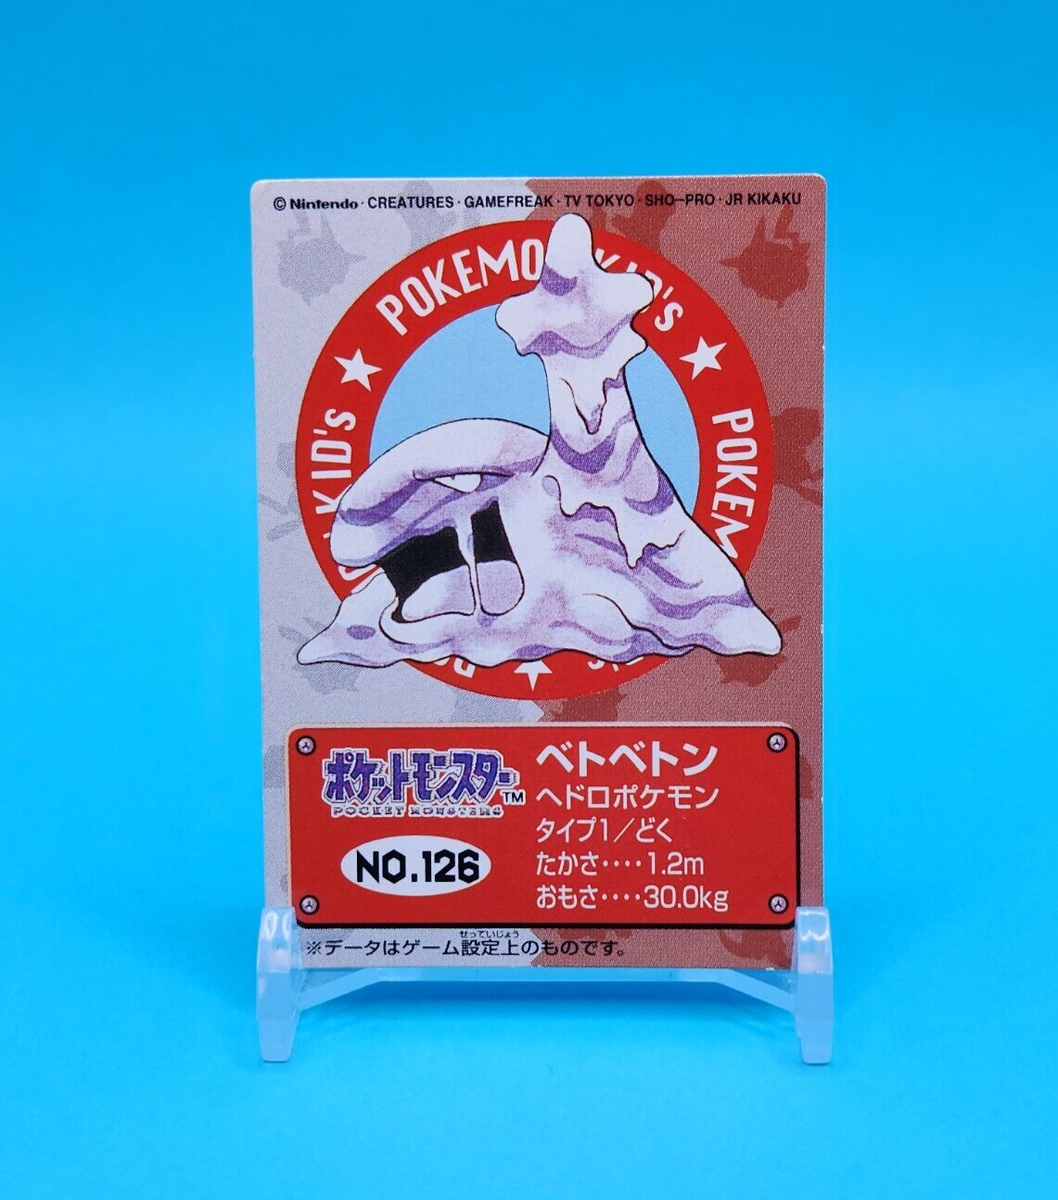 ©Nintendo・CREATURES・GAMEFREAK・TV TOKYO・SHO-PRO・JR KIKAKU
POKEMO KID's
POKEM
KID's
ポケットモンスター™
POCKET MONSTERS
NO.126
ベトベトン
ヘドロポケモン
タイプ1/どく
たかさ････1.2m
おもさ････30.0kg
せっていじょう
※データはゲーム設定上のものです。